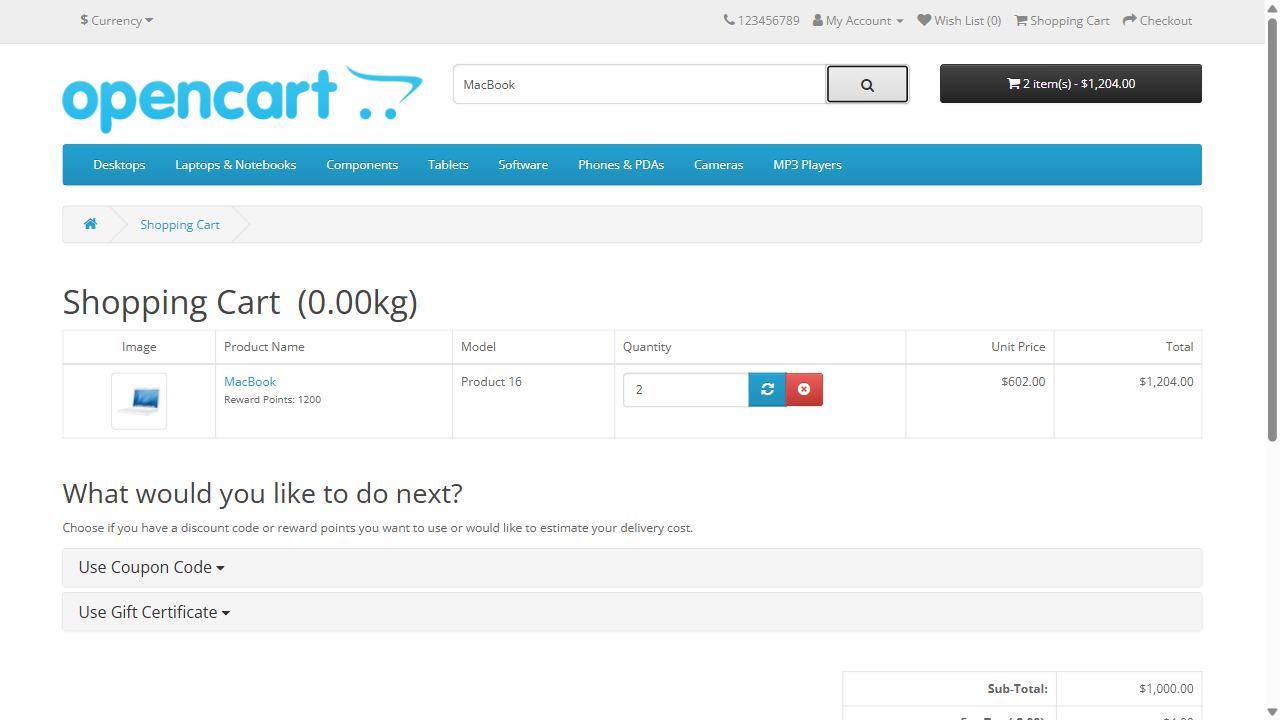 $ Currency
123456789
My Account
Wish List (0)
Shopping Cart
Checkout
opencart
MacBook
2 item(s) - $1,204.00
Desktops
Laptops & Notebooks
Components
Tablets
Software
Phones & PDAs
Cameras
MP3 Players
Shopping Cart
Shopping Cart (0.00kg)
Image
Product Name
Model
Quantity
Unit Price
Total
MacBook
Reward Points: 1200
Product 16
2
$602.00
$1,204.00
What would you like to do next?
Choose if you have a discount code or reward points you want to use or would like to estimate your delivery cost.
Use Coupon Code
Use Gift Certificate
Sub-Total:
$1,000.00